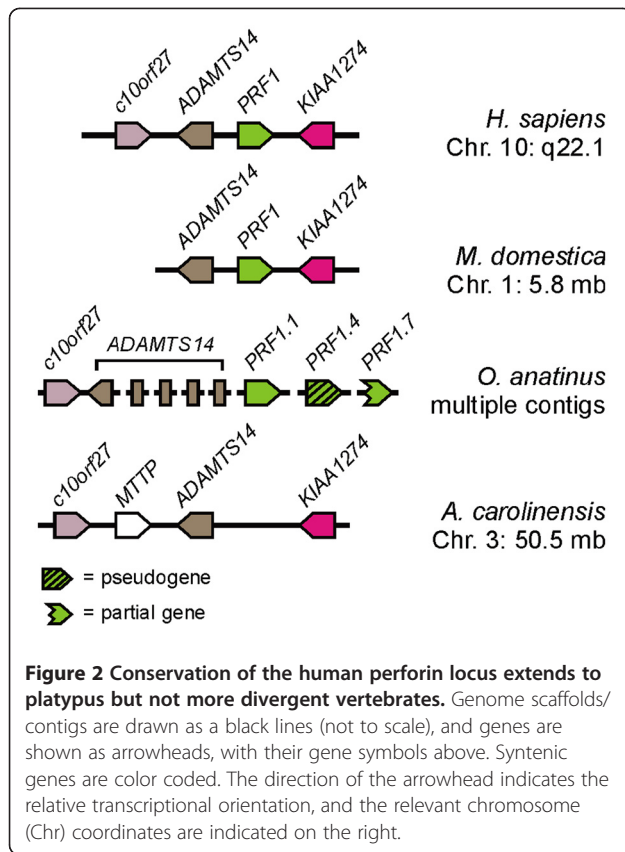 c10orf27 ADAMTS14 PRF1 KIAA1274
H. sapiens
Chr. 10: q22.1
ADAMTS14 PRF1 KIAA1274
M. domestica
Chr. 1: 5.8 mb
c10orf27 ADAMTS14 PRF1.1 PRF1.4 PRF1.7
O. anatinus
multiple contigs
c10orf27 MTTP ADAMTS14 KIAA1274
A. carolinensis
Chr. 3: 50.5 mb
= pseudogene
= partial gene
Figure 2 Conservation of the human perforin locus extends to
platypus but not more divergent vertebrates. Genome scaffolds/
contigs are drawn as a black lines (not to scale), and genes are
shown as arrowheads, with their gene symbols above. Syntenic
genes are color coded. The direction of the arrowhead indicates the
relative transcriptional orientation, and the relevant chromosome
(Chr) coordinates are indicated on the right.